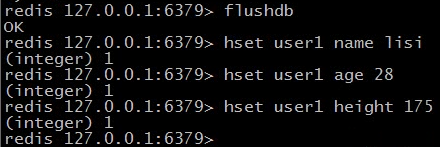 redis 127.0.0.1:6379> flushdb
OK
redis 127.0.0.1:6379> hset user1 name lisi
(integer) 1
redis 127.0.0.1:6379> hset user1 age 28
(integer) 1
redis 127.0.0.1:6379> hset user1 height 175
(integer) 1
redis 127.0.0.1:6379>